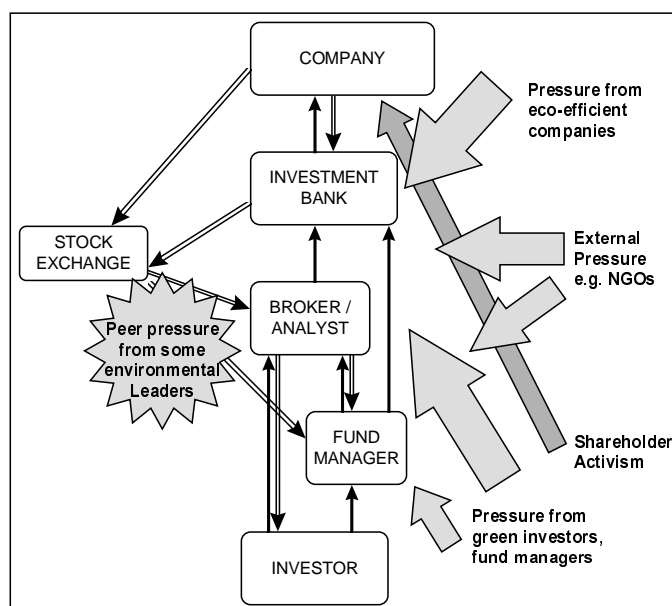 COMPANY
Pressure from
eco-efficient
companies
INVESTMENT
BANK
STOCK
EXCHANGE
External
Pressure
e.g. NGOs
BROKER /
ANALYST
Peer pressure
from some
environmental
Leaders
FUND
MANAGER
Shareholder
Activism
Pressure from
green investors,
fund managers
INVESTOR